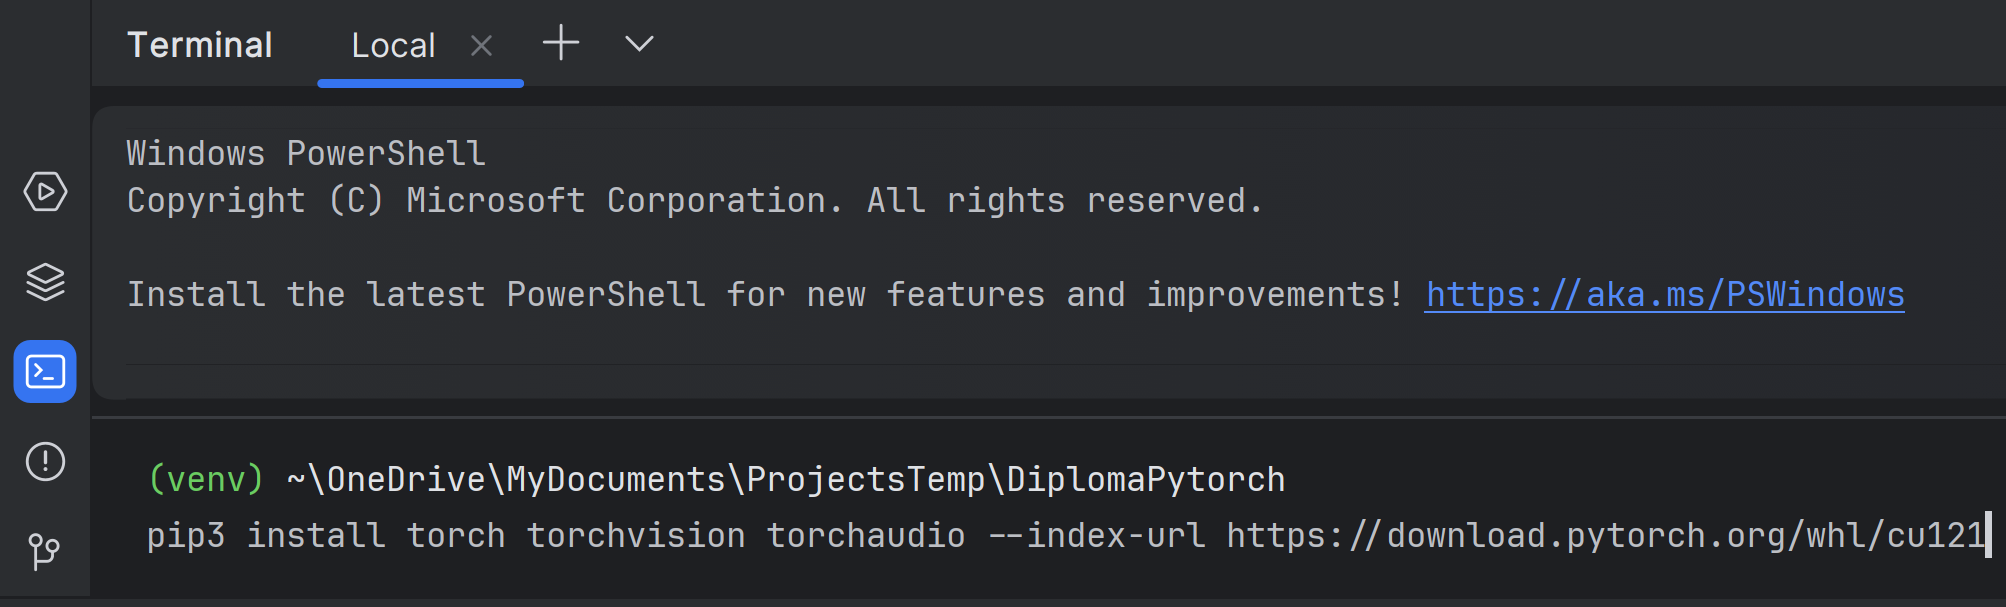 Terminal Local
Windows PowerShell
Copyright (C) Microsoft Corporation. All rights reserved.
Install the latest PowerShell for new features and improvements! https://aka.ms/PSWindows
(venv) ~\OneDrive\MyDocuments\ProjectsTemp\DiplomaPytorch
pip3 install torch torchvision torchaudio --index-url https://download.pytorch.org/whl/cu121